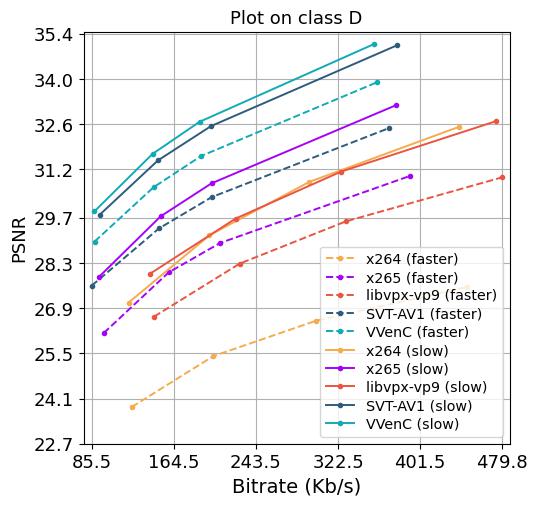 Plot on class D
PSNR
35.4
34.0
32.6
31.2
29.7
28.3
26.9
25.5
24.1
22.7
x264 (faster)
x265 (faster)
libvpx-vp9 (faster)
SVT-AV1 (faster)
VVenC (faster)
x264 (slow)
x265 (slow)
libvpx-vp9 (slow)
SVT-AV1 (slow)
VVenC (slow)
85.5 164.5 243.5 322.5 401.5 479.8
Bitrate (Kb/s)